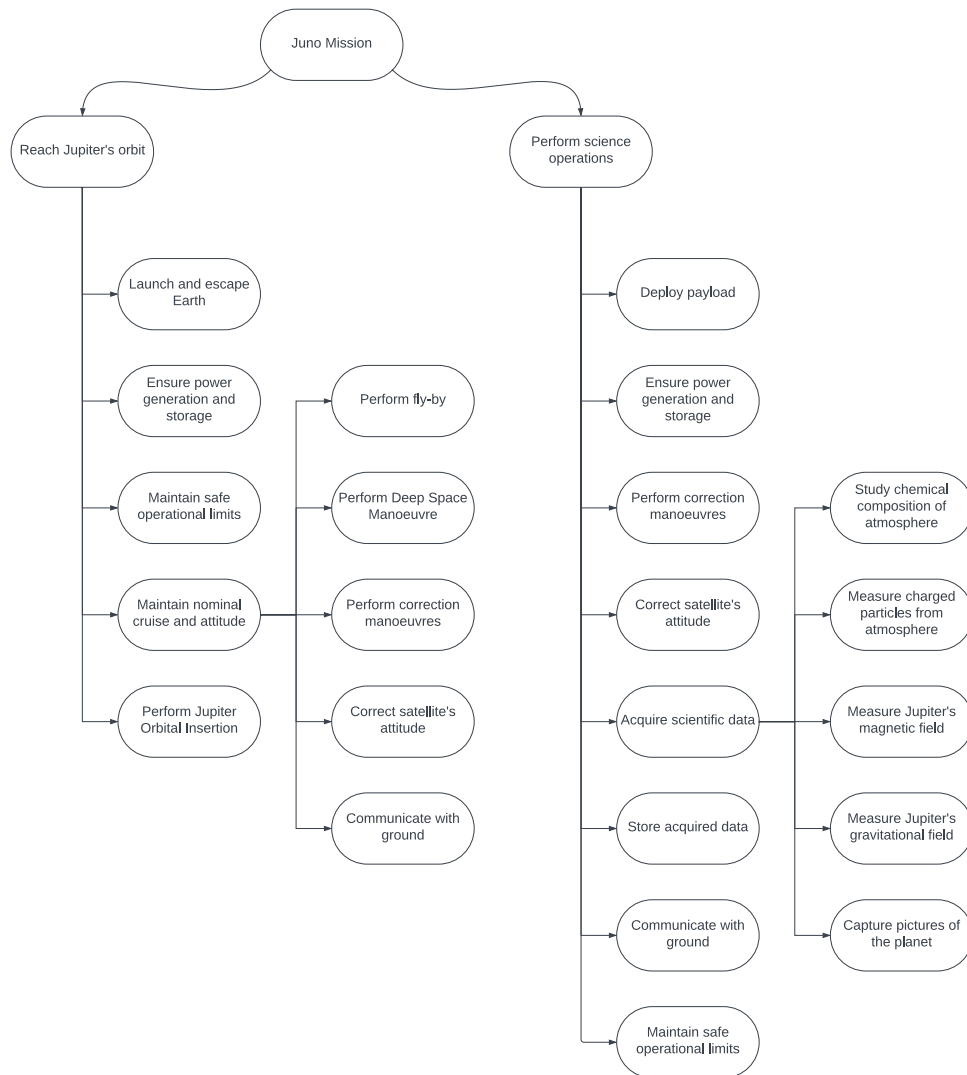 Juno Mission
Reach Jupiter's orbit
Perform science
operations
Launch and escape
Earth
Ensure power
generation and
storage
Maintain safe
operational limits
Maintain nominal
cruise and attitude
Perform Jupiter
Orbital Insertion
Perform fly-by
Perform Deep Space
Manoeuvre
Perform correction
manoeuvres
Correct satellite's
attitude
Communicate with
ground
Deploy payload
Ensure power
generation and
storage
Perform correction
manoeuvres
Correct satellite's
attitude
Acquire scientific data
Store acquired data
Communicate with
ground
Maintain safe
operational limits
Study chemical
composition of
atmosphere
Measure charged
particles from
atmosphere
Measure Jupiter's
magnetic field
Measure Jupiter's
gravitational field
Capture pictures of
the planet